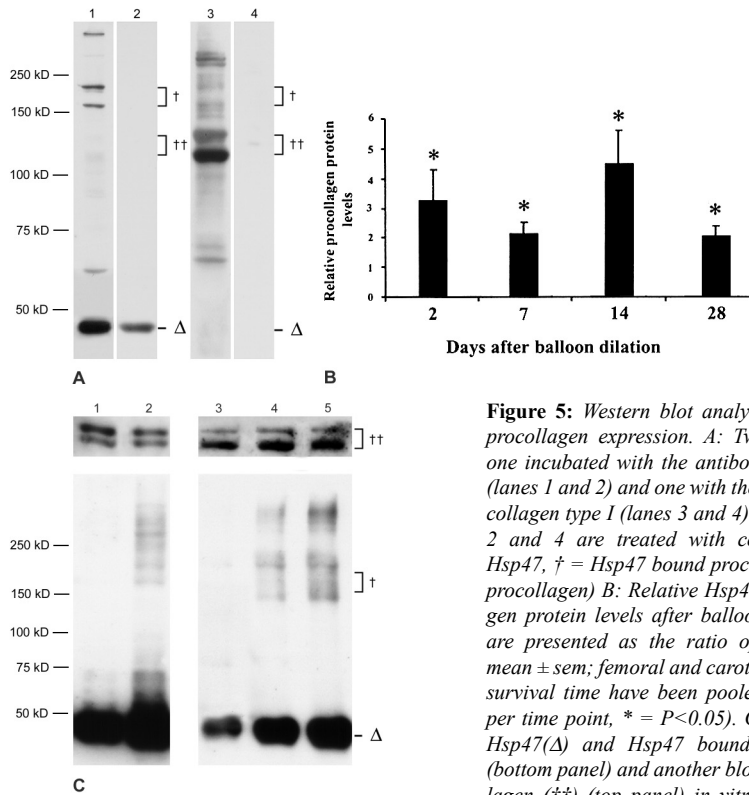 1 2 3 4
250 kD
150 kD
100 kD
75 kD
50 kD
†
††
Δ
†
††
Δ
A
Relative procollagen protein
levels
6
5
4
3
2
1
0
*
*
*
*
2 7 14 28
Days after balloon dilation
B
1 2 3 4 5
††
250 kD
150 kD
100 kD
75 kD
50 kD
†
Δ
C
Figure 5: Western blot analy
procollagen expression. A: Tw
one incubated with the antibod
(lanes 1 and 2) and one with the
collagen type I (lanes 3 and 4)
2 and 4 are treated with co
Hsp47, † = Hsp47 bound proc
procollagen) B: Relative Hsp4
gen protein levels after balloo
are presented as the ratio o
mean ± sem; femoral and carot
survival time have been poole
per time point, * = P<0.05). C
Hsp47(Δ) and Hsp47 bound
(bottom panel) and another blo
lagen (††) (top panel) in vitr